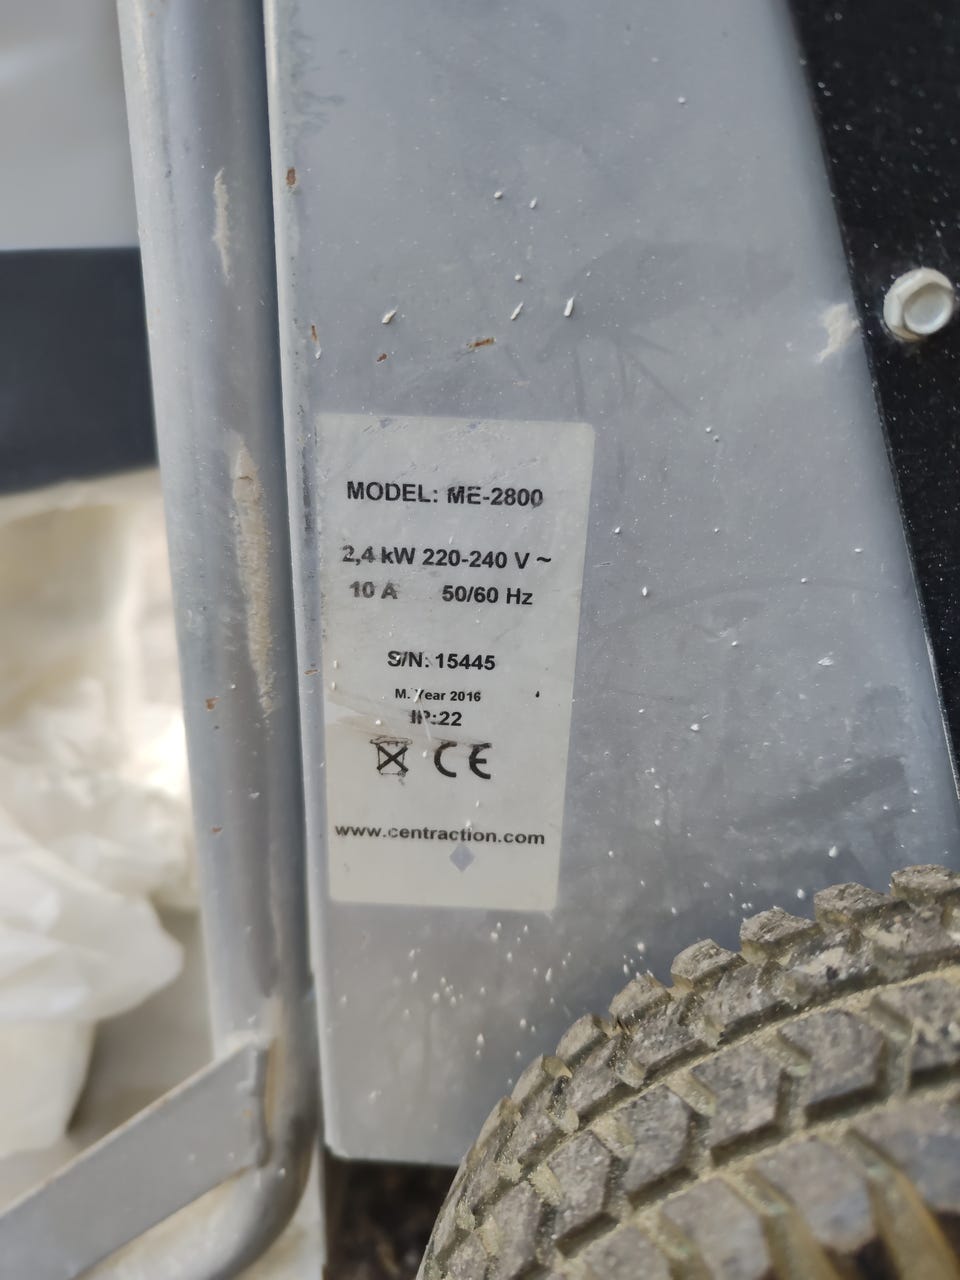 MODEL: ME-2800
2,4 kW 220-240 V ~
10 A 50/60 Hz
S/N: 15445
M. Year 2016
IP:22
CE
www.centraction.com